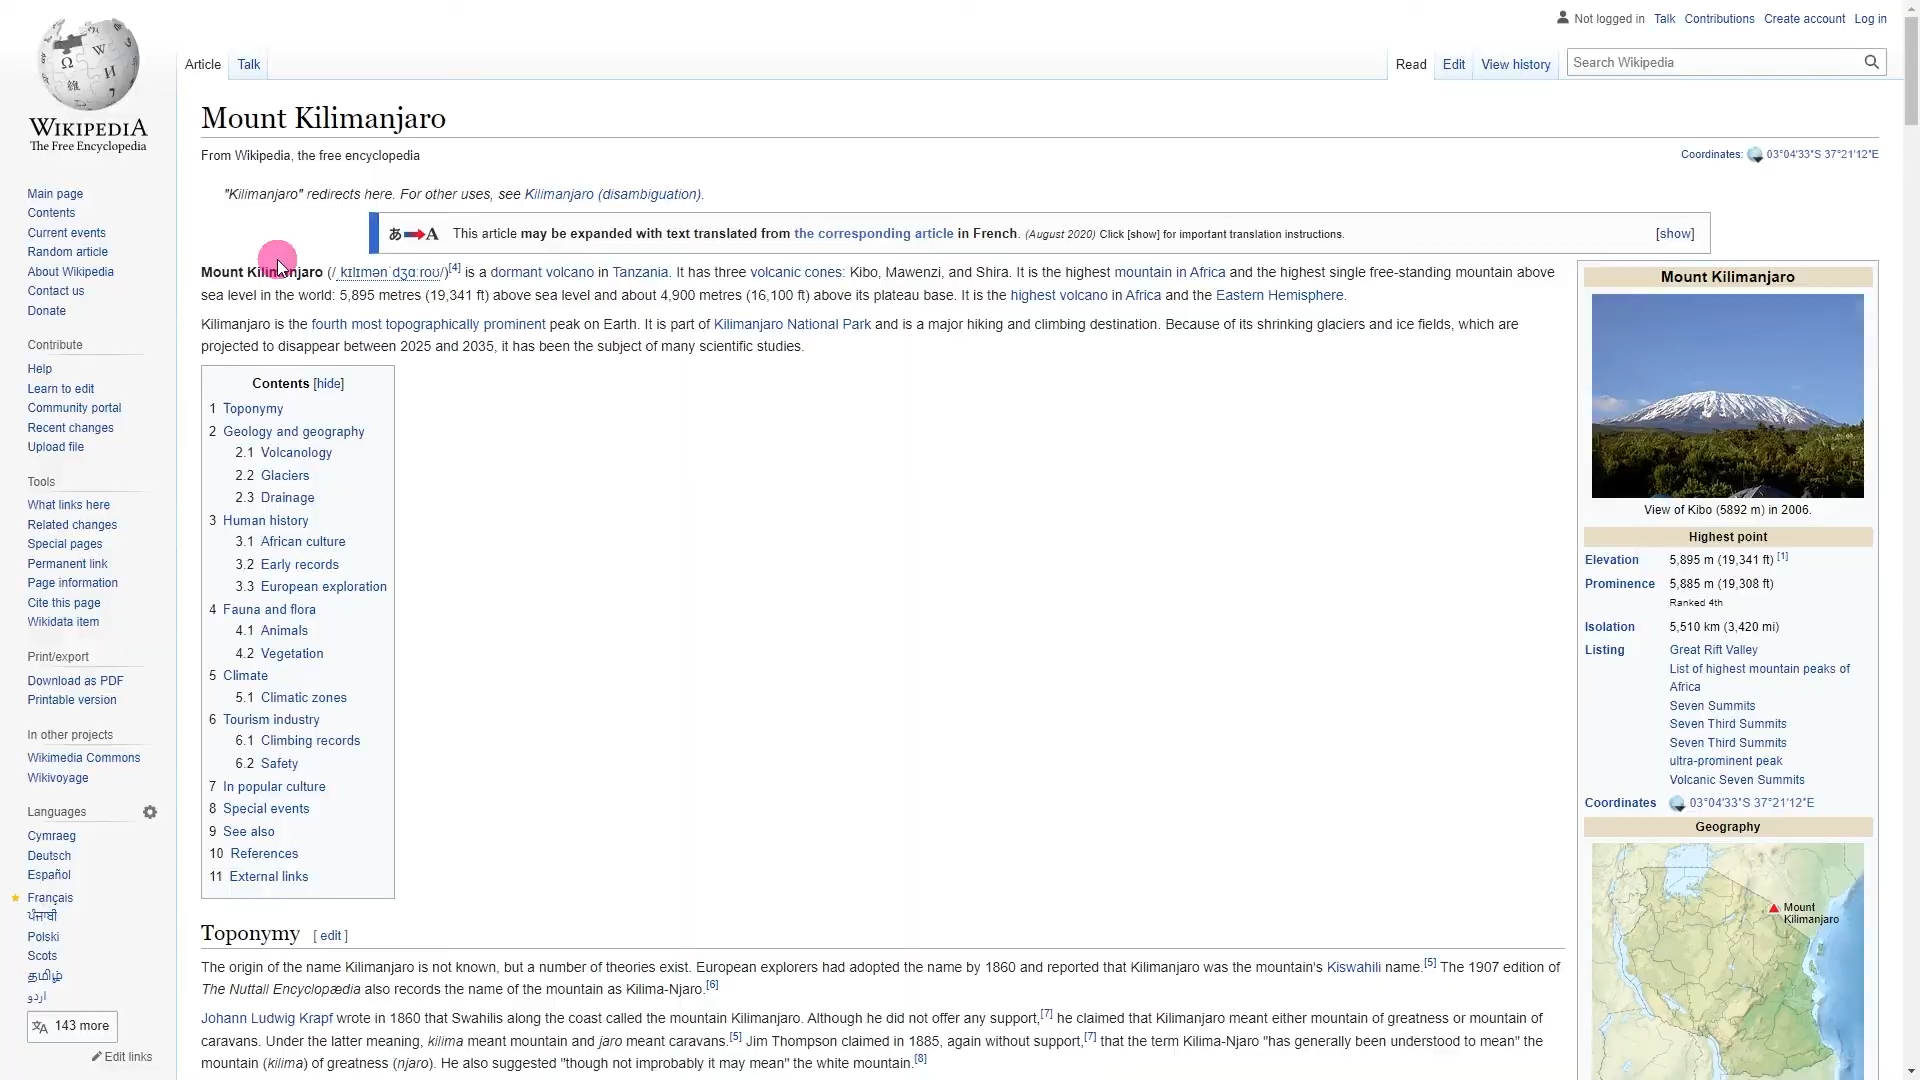 Not logged in Talk Contributions Create account Log in
Article Talk Read Edit View history Search Wikipedia
WIKIPEDIA
The Free Encyclopedia
Main page
Contents
Current events
Random article
About Wikipedia
Contact us
Donate
Contribute
Help
Learn to edit
Community portal
Recent changes
Upload file
Tools
What links here
Related changes
Special pages
Permanent link
Page information
Cite this page
Wikidata item
Print/export
Download as PDF
Printable version
In other projects
Wikimedia Commons
Wikivoyage
Languages
Cymraeg
Deutsch
Español
Français
ਪੰਜਾਬੀ
Polski
Scots
தமிழ்
اردو
143 more
Edit links
Mount Kilimanjaro
From Wikipedia, the free encyclopedia
Coordinates: 03°04′33″S 37°21′12″E
"Kilimanjaro" redirects here. For other uses, see Kilimanjaro (disambiguation).
あ A This article may be expanded with text translated from the corresponding article in French. (August 2020) Click [show] for important translation instructions. [show]
Mount Kilimanjaro (/ˌkɪlɪmənˈdʒɑːroʊ/)[4] is a dormant volcano in Tanzania. It has three volcanic cones: Kibo, Mawenzi, and Shira. It is the highest mountain in Africa and the highest single free-standing mountain above
sea level in the world: 5,895 metres (19,341 ft) above sea level and about 4,900 metres (16,100 ft) above its plateau base. It is the highest volcano in Africa and the Eastern Hemisphere.
Kilimanjaro is the fourth most topographically prominent peak on Earth. It is part of Kilimanjaro National Park and is a major hiking and climbing destination. Because of its shrinking glaciers and ice fields, which are
projected to disappear between 2025 and 2035, it has been the subject of many scientific studies.
Contents [hide]
1 Toponymy
2 Geology and geography
2.1 Volcanology
2.2 Glaciers
2.3 Drainage
3 Human history
3.1 African culture
3.2 Early records
3.3 European exploration
4 Fauna and flora
4.1 Animals
4.2 Vegetation
5 Climate
5.1 Climatic zones
6 Tourism industry
6.1 Climbing records
6.2 Safety
7 In popular culture
8 Special events
9 See also
10 References
11 External links
Toponymy [ edit ]
The origin of the name Kilimanjaro is not known, but a number of theories exist. European explorers had adopted the name by 1860 and reported that Kilimanjaro was the mountain's Kiswahili name.[5] The 1907 edition of
The Nuttall Encyclopædia also records the name of the mountain as Kilima-Njaro.[6]
Johann Ludwig Krapf wrote in 1860 that Swahilis along the coast called the mountain Kilimanjaro. Although he did not offer any support,[7] he claimed that Kilimanjaro meant either mountain of greatness or mountain of
caravans. Under the latter meaning, kilima meant mountain and jaro meant caravans.[5] Jim Thompson claimed in 1885, again without support,[7] that the term Kilima-Njaro "has generally been understood to mean" the
mountain (kilima) of greatness (njaro). He also suggested "though not improbably it may mean" the white mountain.[8]
Mount Kilimanjaro
View of Kibo (5892 m) in 2006.
Highest point
Elevation 5,895 m (19,341 ft) [1]
Prominence 5,885 m (19,308 ft)
Ranked 4th
Isolation 5,510 km (3,420 mi)
Listing Great Rift Valley
List of highest mountain peaks of
Africa
Seven Summits
Seven Third Summits
Seven Third Summits
ultra-prominent peak
Volcanic Seven Summits
Coordinates 03°04′33″S 37°21′12″E
Geography
Mount
Kilimanjaro